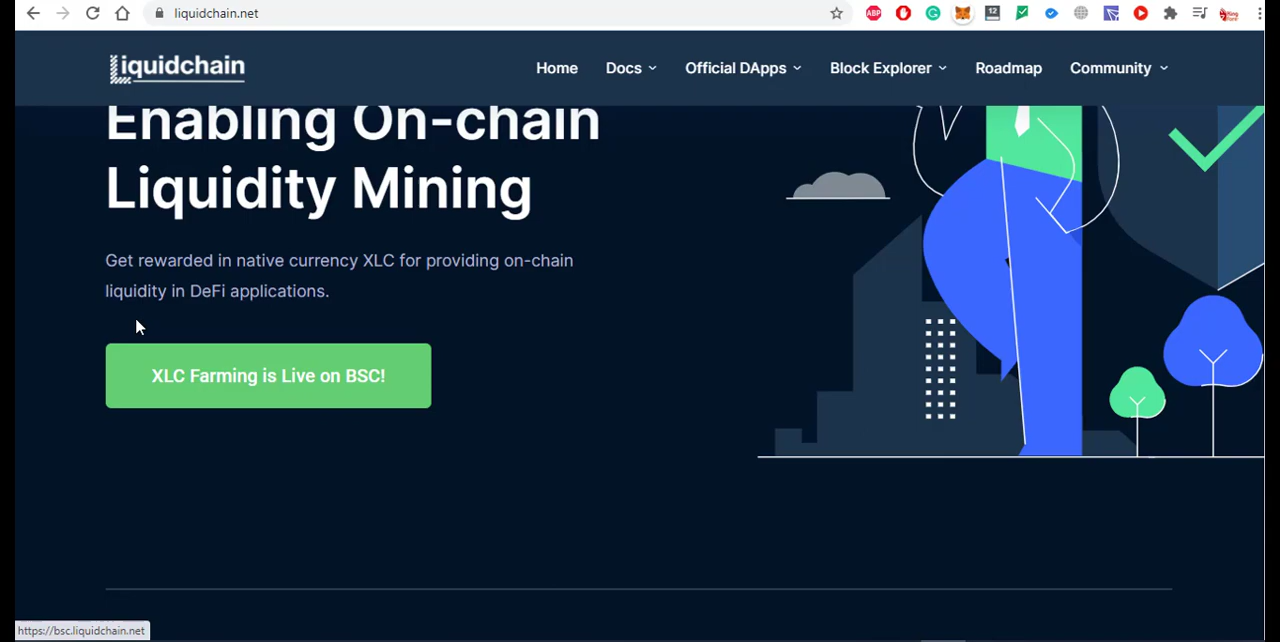 liquidchain.net
ABP
12
liquidchain
Home
Docs
Official DApps
Block Explorer
Roadmap
Community
Enabling On-chain
Liquidity Mining
Get rewarded in native currency XLC for providing on-chain
liquidity in DeFi applications.
XLC Farming is Live on BSC!
https://bsc.liquidchain.net